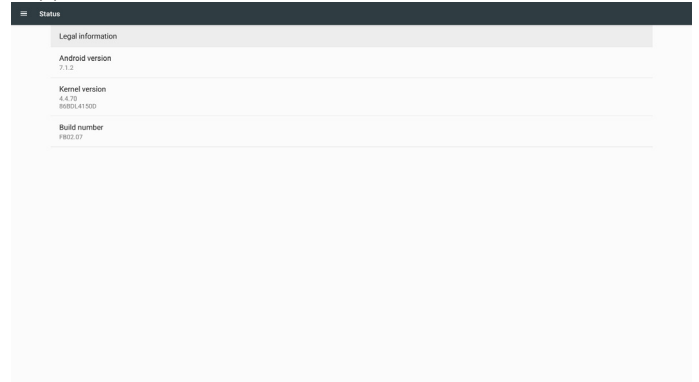 Status
Legal information
Android version
7.1.2
Kernel version
4.4.70
86BDL4150D
Build number
FB02.07